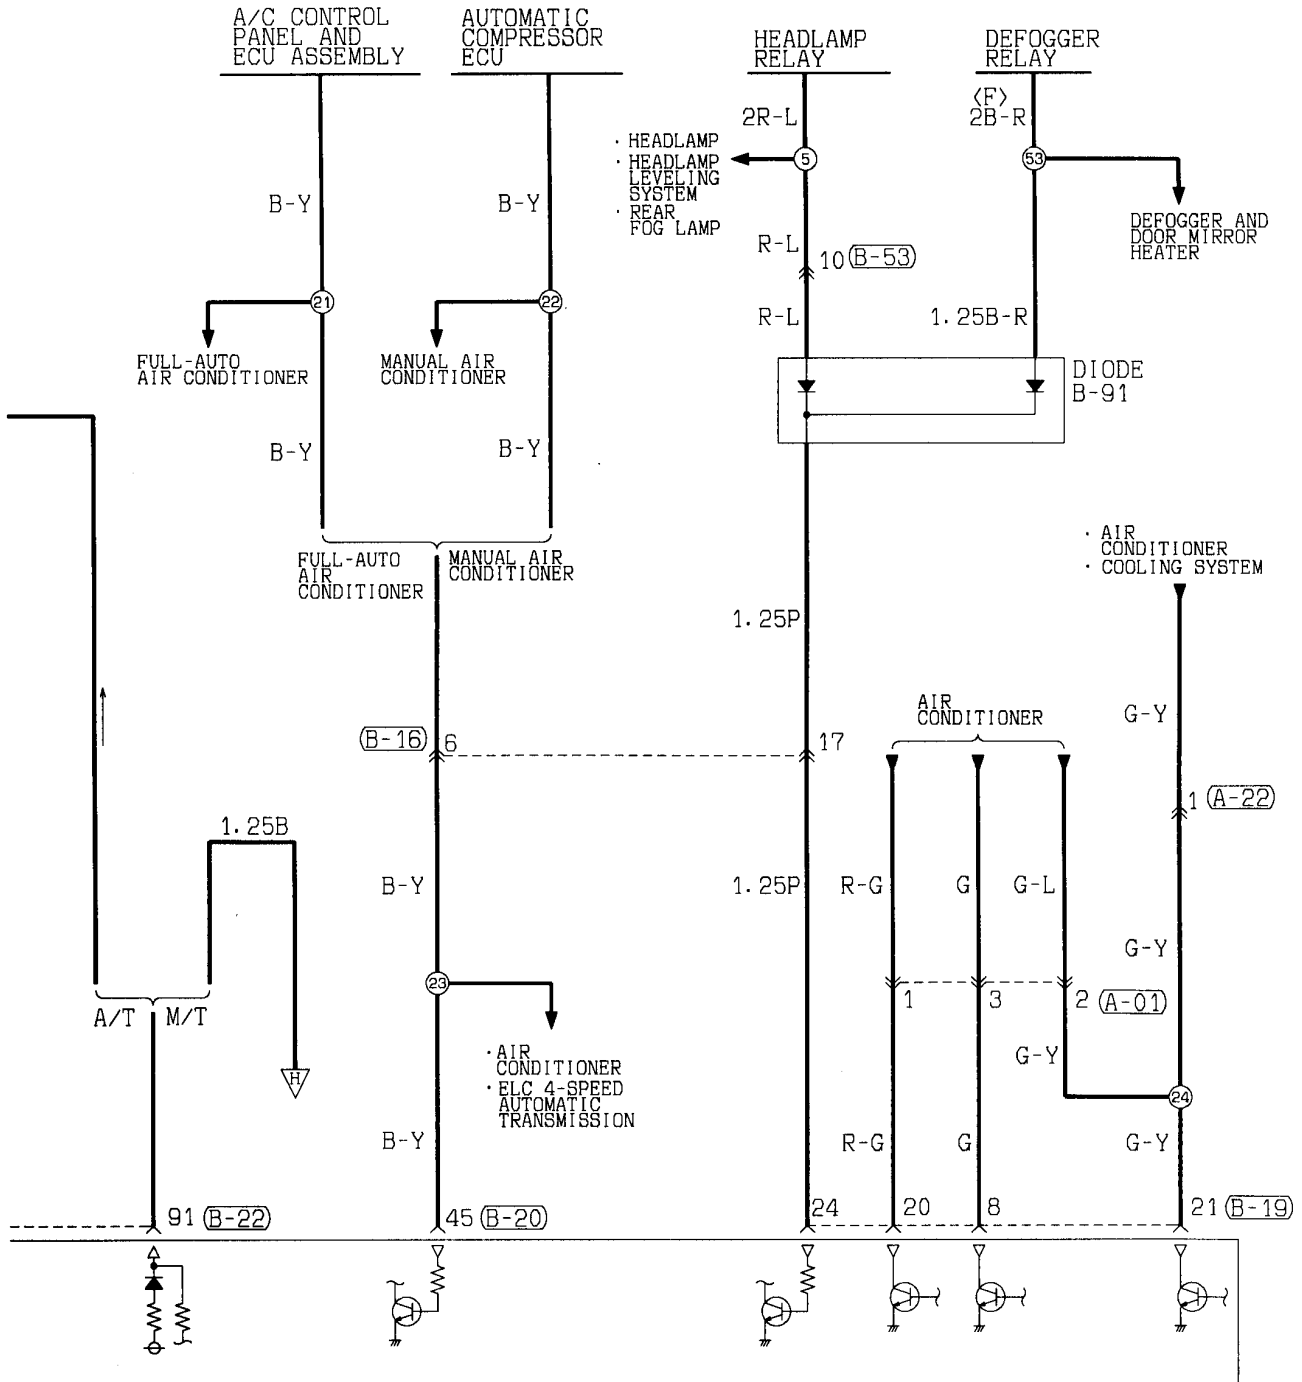 A/C CONTROL
PANEL AND
ECU ASSEMBLY
AUTOMATIC
COMPRESSOR
ECU
HEADLAMP
RELAY
DEFOGGER
RELAY
2R-L
<F>
2B-R
· HEADLAMP
· HEADLAMP
LEVELING
SYSTEM
· REAR
FOG LAMP
5
53
B-Y
B-Y
DEFOGGER AND
DOOR MIRROR
HEATER
R-L
10 B-53
21
22
R-L
1.25B-R
FULL-AUTO
AIR CONDITIONER
MANUAL AIR
CONDITIONER
DIODE
B-91
B-Y
B-Y
FULL-AUTO
AIR
CONDITIONER
MANUAL AIR
CONDITIONER
· AIR
CONDITIONER
· COOLING SYSTEM
1.25P
AIR
CONDITIONER
G-Y
B-16 6
17
1 A-22
1.25B
B-Y
1.25P
R-G
G
G-L
G-Y
23
1
3
2 A-01
A/T
M/T
H
· AIR
CONDITIONER
· ELC 4-SPEED
AUTOMATIC
TRANSMISSION
G-Y
24
B-Y
R-G
G
G-Y
91 B-22
45 B-20
24
20
8
21 B-19